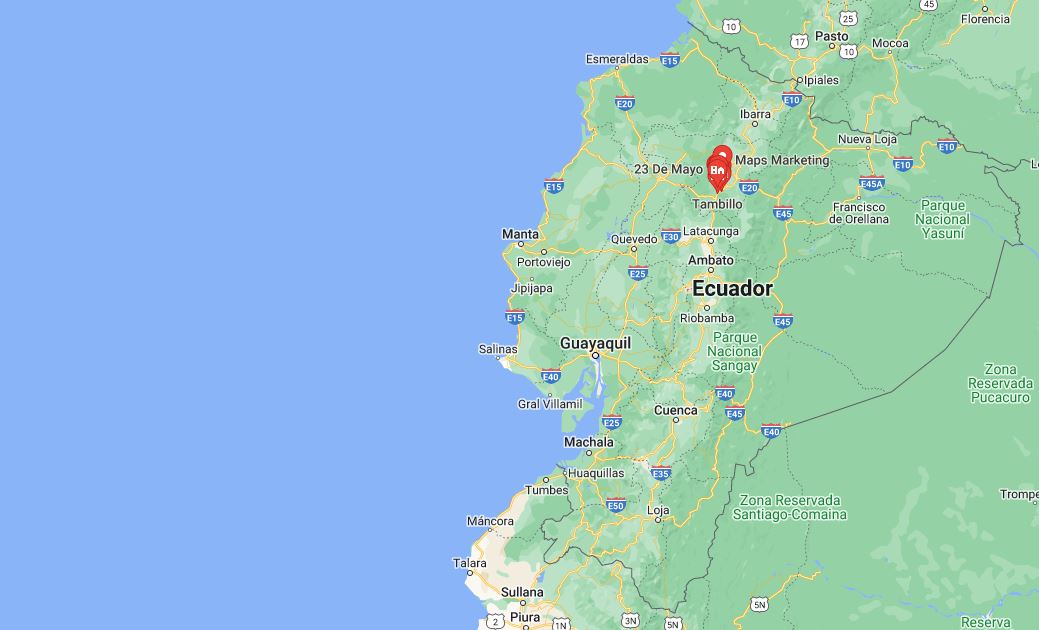 45
Florencia
25
10
17
Pasto
10
Mocoa
Esmeraldas
E15
Ipiales
E20
E10
Ibarra
Nueva Loja
E10
E10
Maps Marketing
23 De Mayo
E15
E20
E45A
Tambillo
Francisco
de Orellana
E45
Parque
Nacional
Yasuní
Manta
Quevedo
E30
Latacunga
Portoviejo
E25
Ambato
Jipijapa
Ecuador
E15
Riobamba
E45
Salinas
Guayaquil
Parque
Nacional
Sangay
E40
Zona
Reservada
Pucacuro
E40
Gral Villamil
Cuenca
E45
E25
E40
Machala
Huaquillas
E35
Tumbes
Zona Reservada
Santiago-Comaina
Trompe
E50
Loja
Máncora
Talara
Sullana
5N
Piura
2
1N
3N
5N
Reserva